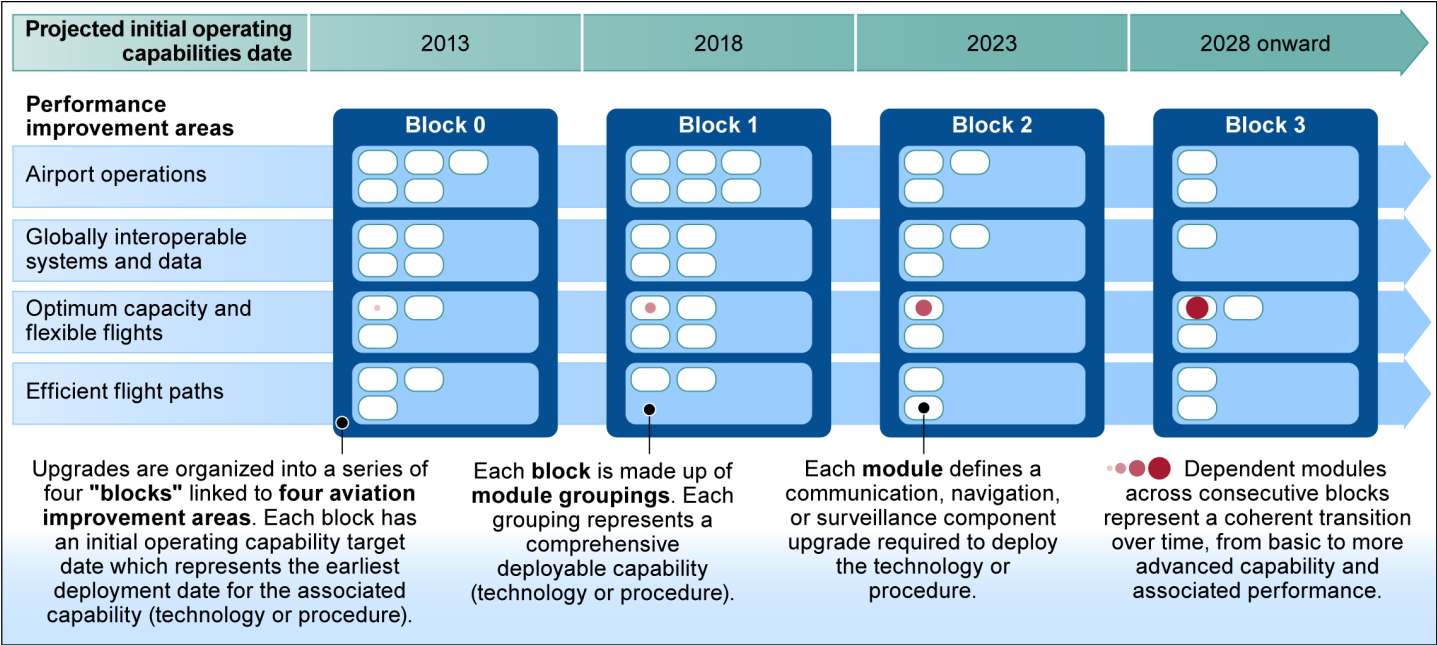 Projected initial operating
capabilities date
2013
2018
2023
2028 onward
Performance
improvement areas
Block 0
Block 1
Block 2
Block 3
Airport operations
Globally interoperable
systems and data
Optimum capacity and
flexible flights
Efficient flight paths
Upgrades are organized into a series of
four "blocks" linked to four aviation
improvement areas. Each block has
an initial operating capability target
date which represents the earliest
deployment date for the associated
capability (technology or procedure).
Each block is made up of
module groupings. Each
grouping represents a
comprehensive
deployable capability
(technology or procedure).
Each module defines a
communication, navigation,
or surveillance component
upgrade required to deploy
the technology or
procedure.
Dependent modules
across consecutive blocks
represent a coherent transition
over time, from basic to more
advanced capability and
associated performance.